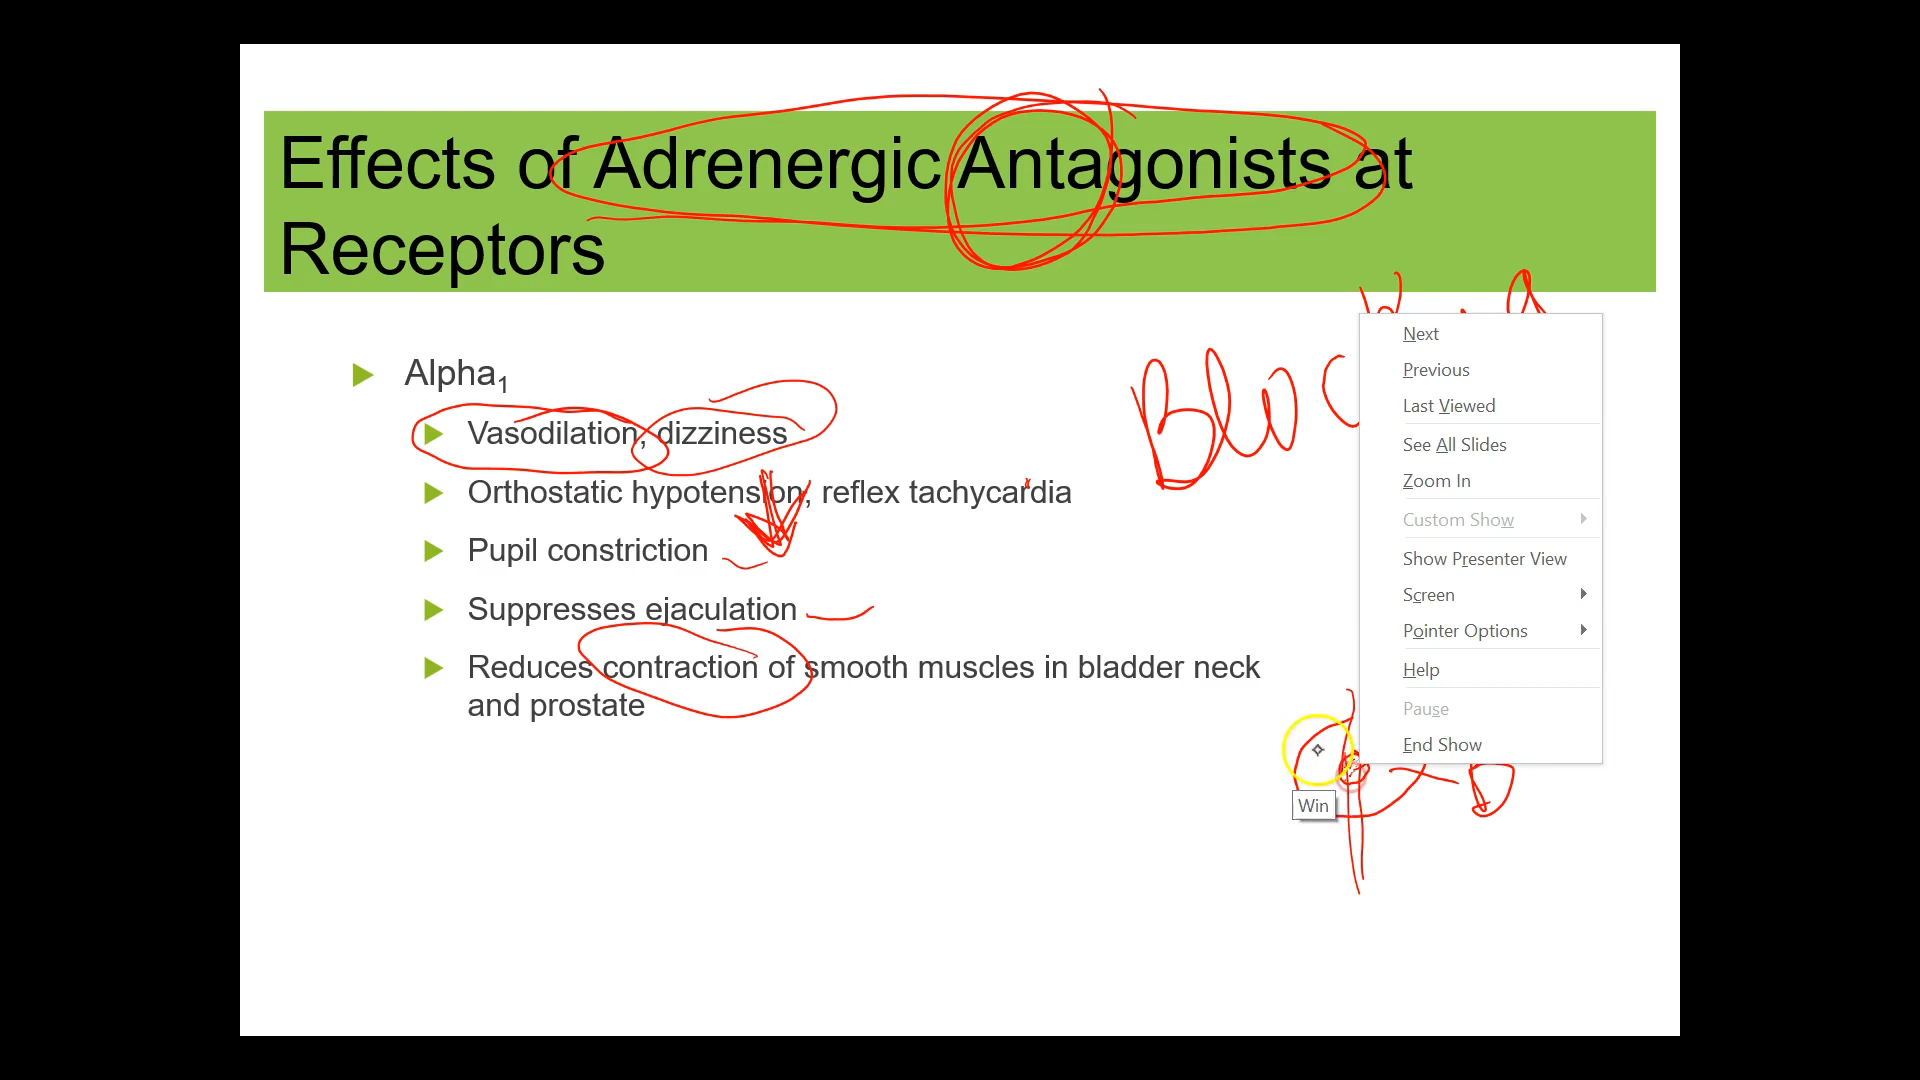 Effects of Adrenergic Antagonists at
Receptors
Alpha1
Vasodilation, dizziness
Orthostatic hypotension, reflex tachycardia
Pupil constriction
Suppresses ejaculation
Reduces contraction of smooth muscles in bladder neck
and prostate
Bloc
Next
Previous
Last Viewed
See All Slides
Zoom In
Custom Show
Show Presenter View
Screen
Pointer Options
Help
Pause
End Show
Win